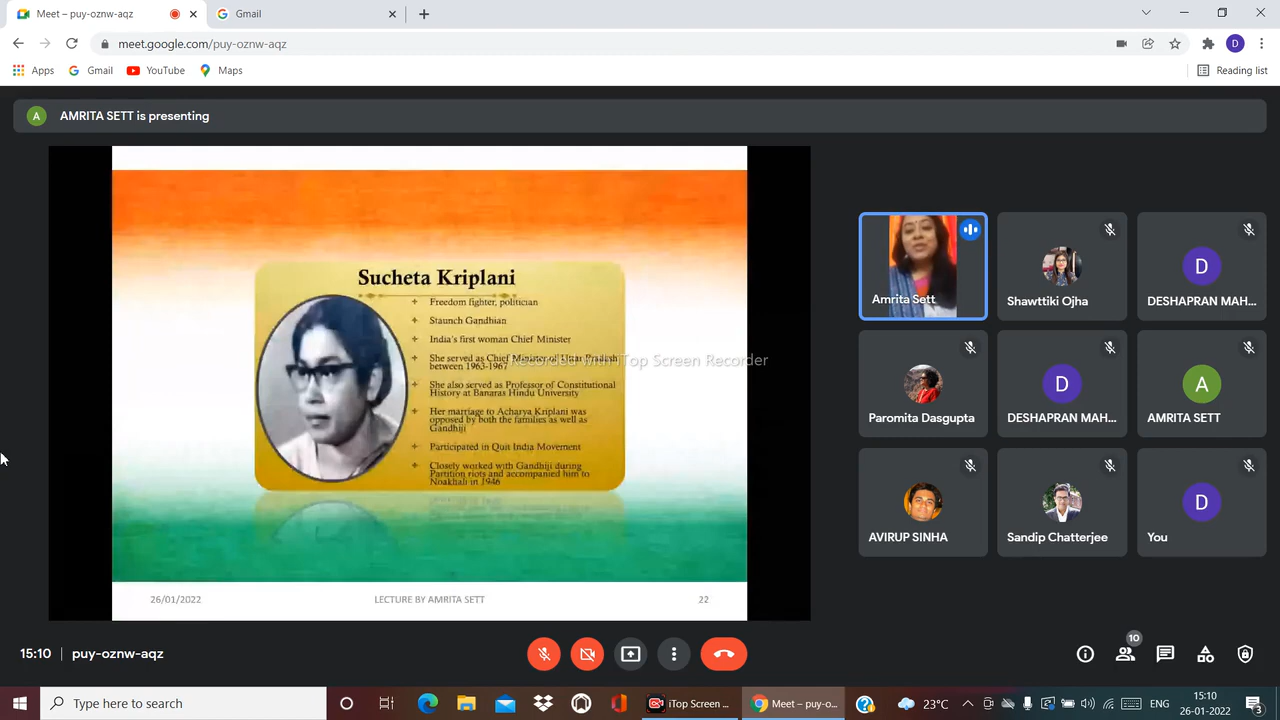 Meet – puy-oznw-aqz
Gmail
meet.google.com/puy-oznw-aqz
D
Apps
Gmail
YouTube
Maps
Reading list
A
AMRITA SETT is presenting
Sucheta Kriplani
Freedom fighter, politician
Staunch Gandhian
India's first woman Chief Minister
She served as Chief Minister of Uttar Pradesh
between 1963-1967
Recorded with iTop Screen Recorder
She also served as Professor of Constitutional
History at Banaras Hindu University
Her marriage to Acharya Kriplani was
opposed by both the families as well as
Gandhiji
Participated in Quit India Movement
Closely worked with Gandhiji during
Partition riots and accompanied him to
Noakhali in 1946
26/01/2022
LECTURE BY AMRITA SETT
22
Amrita Sett
Shawttiki Ojha
D
DESHAPRAN MAH...
Paromita Dasgupta
D
DESHAPRAN MAH...
A
AMRITA SETT
AVIRUP SINHA
Sandip Chatterjee
D
You
15:10
puy-oznw-aqz
10
Type here to search
iTop Screen ...
Meet – puy-o...
23°C
ENG
15:10
26-01-2022
3